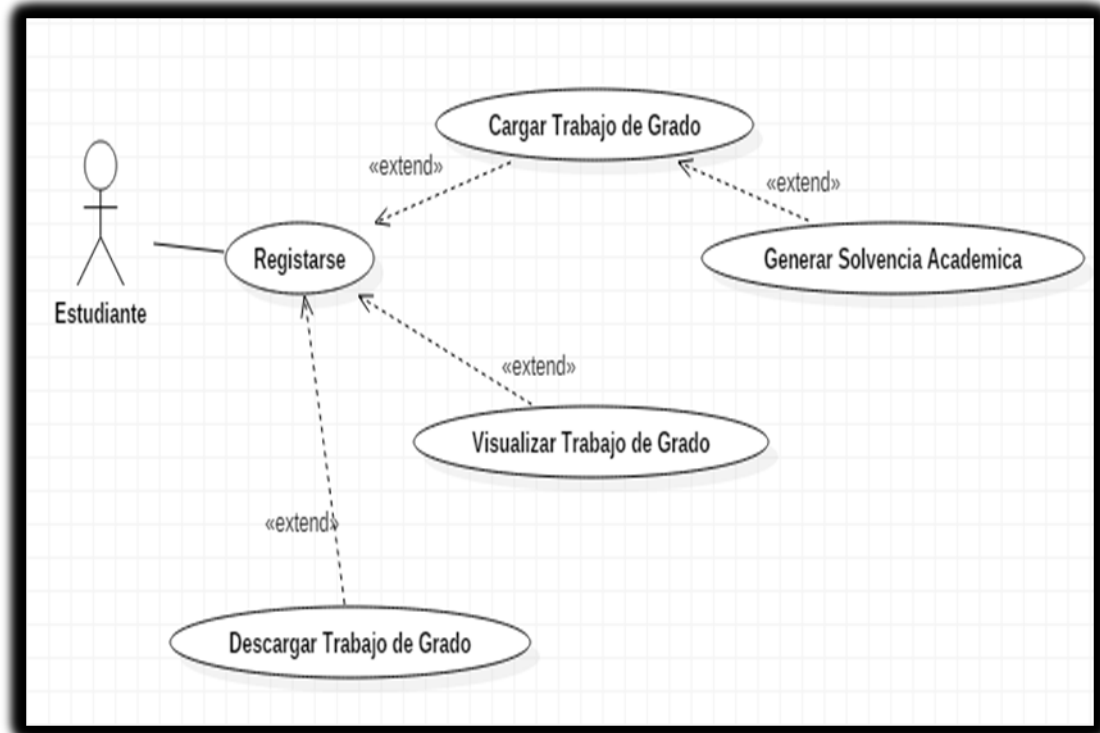 Cargar Trabajo de Grado
«extend»
«extend»
Registarse
Generar Solvencia Academica
Estudiante
«extend»
Visualizar Trabajo de Grado
«extend»
Descargar Trabajo de Grado